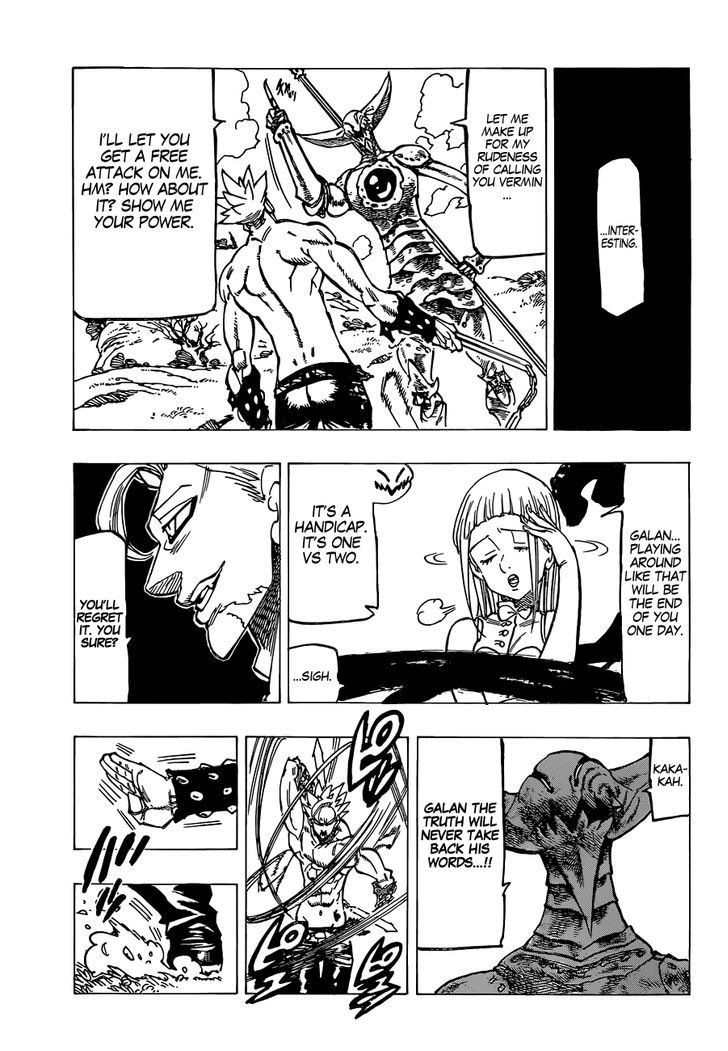 ...INTER-
ESTING.
LET ME
MAKE UP
FOR MY
RUDENESS
OF CALLING
YOU VERMIN
...
I'LL LET YOU
GET A FREE
ATTACK ON ME.
HM? HOW ABOUT
IT? SHOW ME
YOUR POWER.
GALAN...
PLAYING
AROUND
LIKE THAT
WILL BE
THE END
OF YOU
ONE DAY.
IT'S A
HANDICAP.
IT'S ONE
VS TWO.
...SIGH.
YOU'LL
REGRET
IT. YOU
SURE?
KAKA-
KAH.
GALAN THE
TRUTH WILL
NEVER TAKE
BACK HIS
WORDS...!!